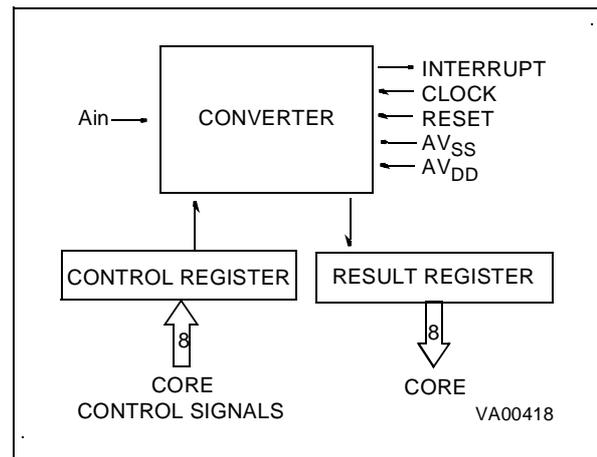 INTERRUPT
CLOCK
Ain
CONVERTER
RESET
AVSS
AVDD
CONTROL REGISTER
RESULT REGISTER
8
8
CORE
CONTROL SIGNALS
CORE
VA00418